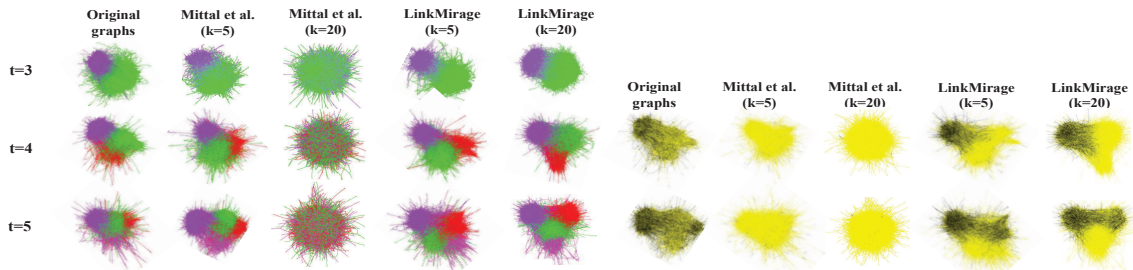 Original graphs
Mittal et al. (k=5)
Mittal et al. (k=20)
LinkMirage (k=5)
LinkMirage (k=20)
t=3
Original graphs
Mittal et al. (k=5)
Mittal et al. (k=20)
LinkMirage (k=5)
LinkMirage (k=20)
t=4
t=5